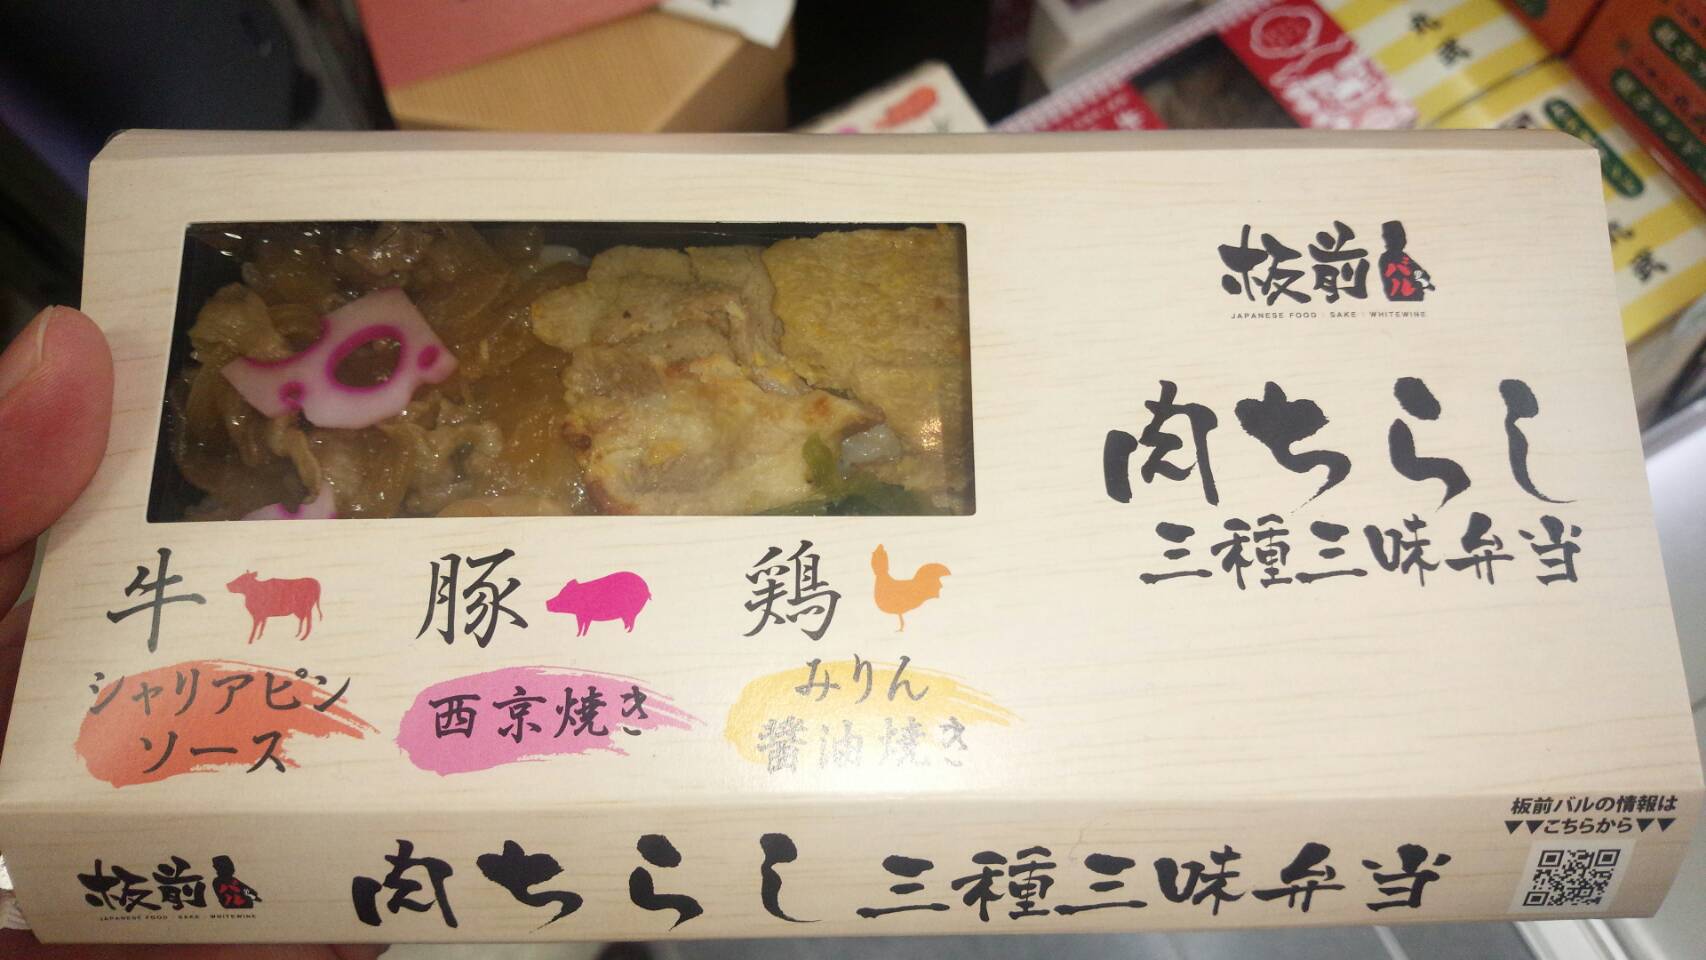 板前バル
JAPANESE FOOD SAKE WHITEWINE
肉ちらし
三種三味弁当
牛
シャリアピン
ソース
豚
西京焼き
鶏
みりん
醤油焼き
板前バルの情報は
▼▼こちらから▼▼
板前バル
JAPANESE FOOD SAKE WHITEWINE
肉ちらし三種三味弁当